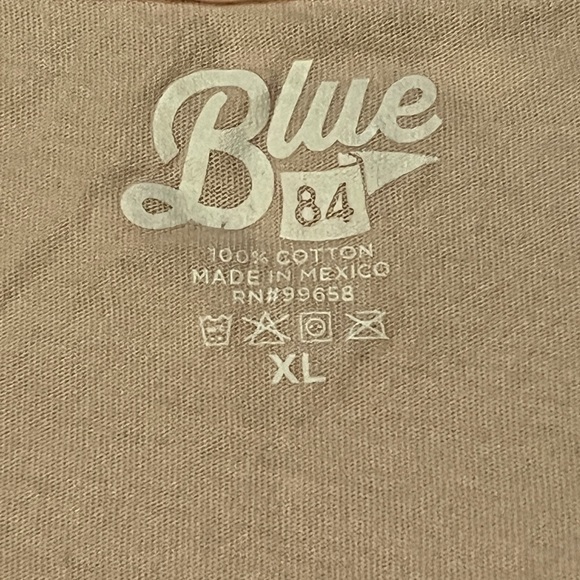 Blue
84
100% COTTON
MADE IN MEXICO
RN#99658
XL